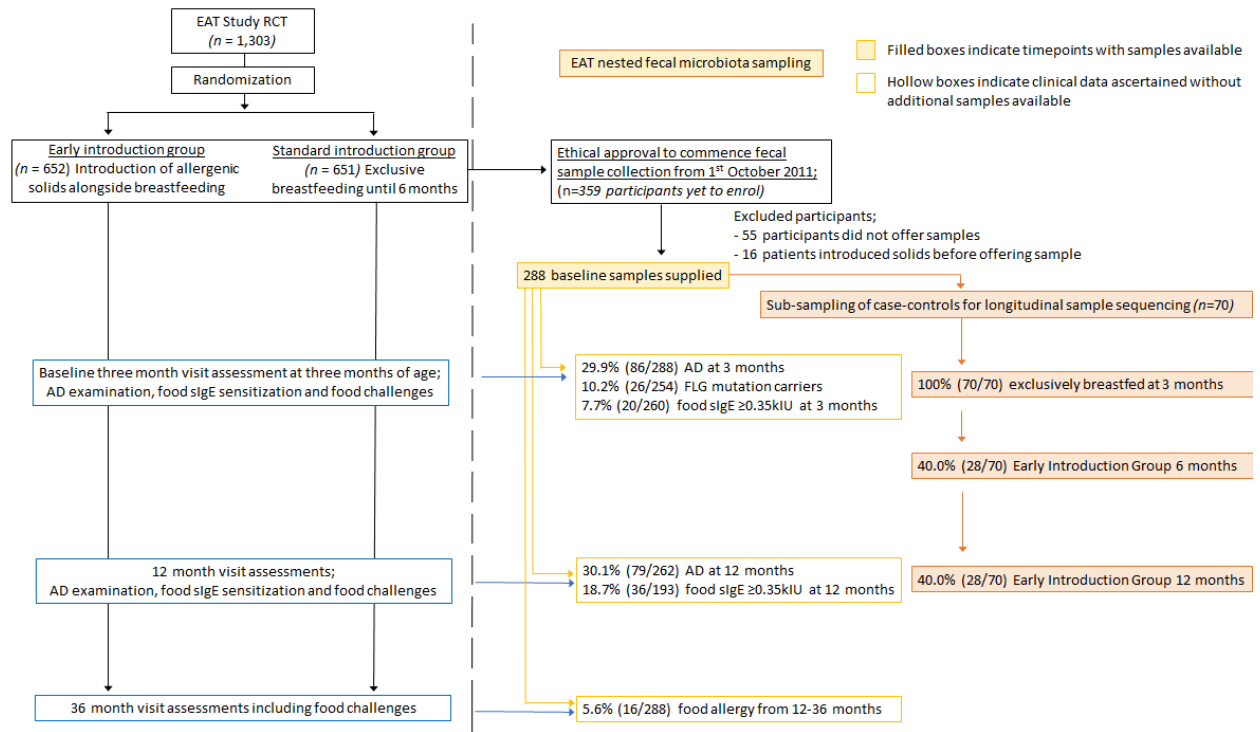 EAT Study RCT
(n = 1,303)
Randomization
Early introduction group
(n = 652) Introduction of allergenic
solids alongside breastfeeding
Standard introduction group
(n = 651) Exclusive
breastfeeding until 6 months
EAT nested fecal microbiota sampling
Filled boxes indicate timepoints with samples available
Hollow boxes indicate clinical data ascertained without
additional samples available
Ethical approval to commence fecal
sample collection from 1st October 2011;
(n=359 participants yet to enrol)
Excluded participants;
- 55 participants did not offer samples
- 16 patients introduced solids before offering sample
288 baseline samples supplied
Sub-sampling of case-controls for longitudinal sample sequencing (n=70)
Baseline three month visit assessment at three months of age;
AD examination, food sIgE sensitization and food challenges
29.9% (86/288) AD at 3 months
10.2% (26/254) FLG mutation carriers
7.7% (20/260) food sIgE ≥0.35kIU at 3 months
100% (70/70) exclusively breastfed at 3 months
40.0% (28/70) Early Introduction Group 6 months
12 month visit assessments;
AD examination, food sIgE sensitization and food challenges
30.1% (79/262) AD at 12 months
18.7% (36/193) food sIgE ≥0.35kIU at 12 months
40.0% (28/70) Early Introduction Group 12 months
36 month visit assessments including food challenges
5.6% (16/288) food allergy from 12-36 months